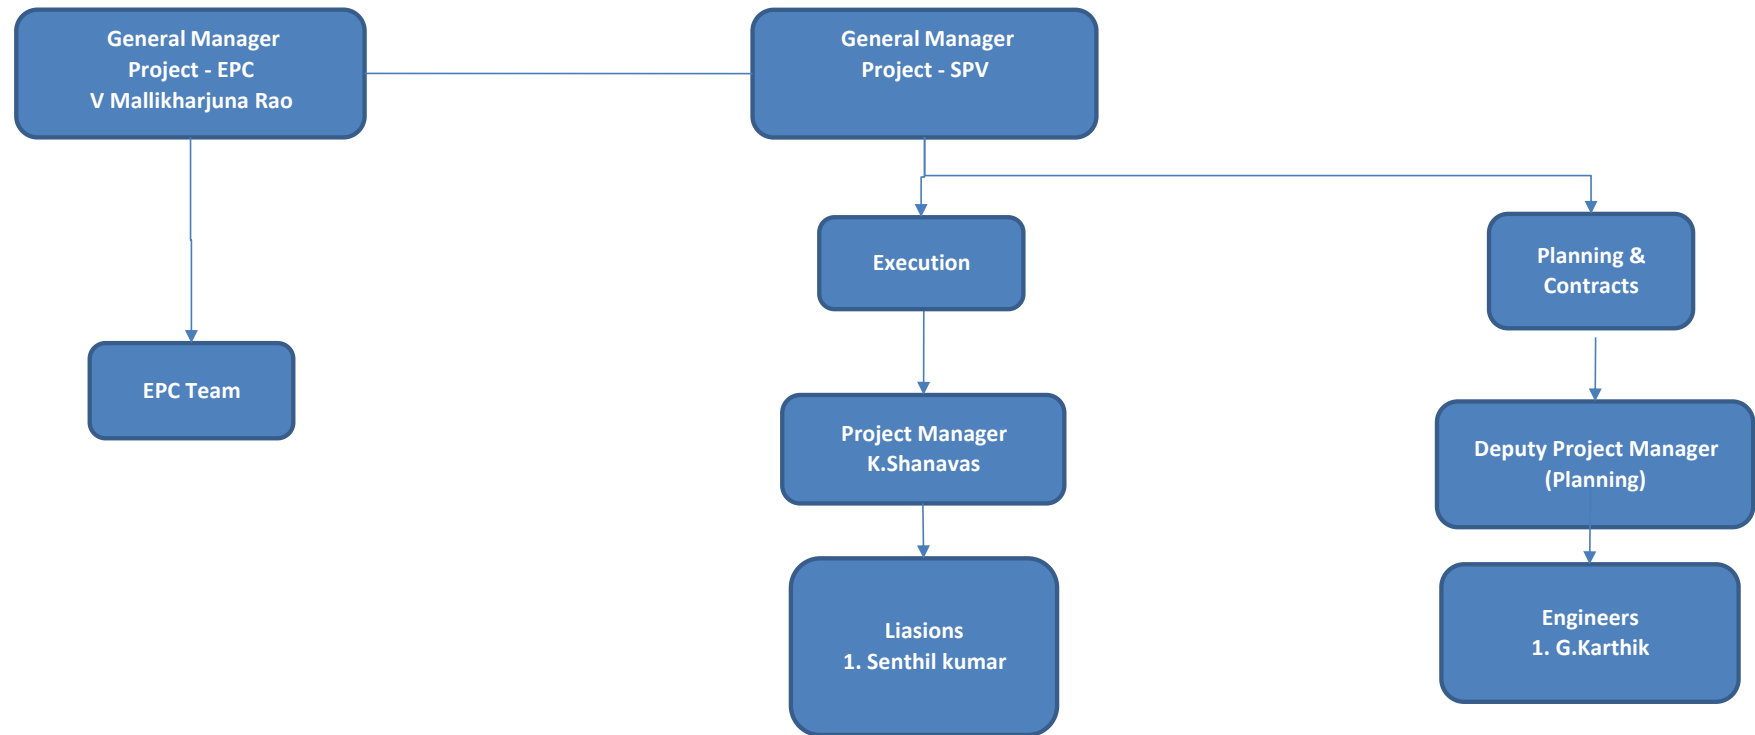 General Manager
Project - EPC
V Mallikharjuna Rao
General Manager
Project - SPV
Execution
Planning &
Contracts
EPC Team
Project Manager
K.Shanavas
Deputy Project Manager
(Planning)
Liasions
1. Senthil kumar
Engineers
1. G.Karthik